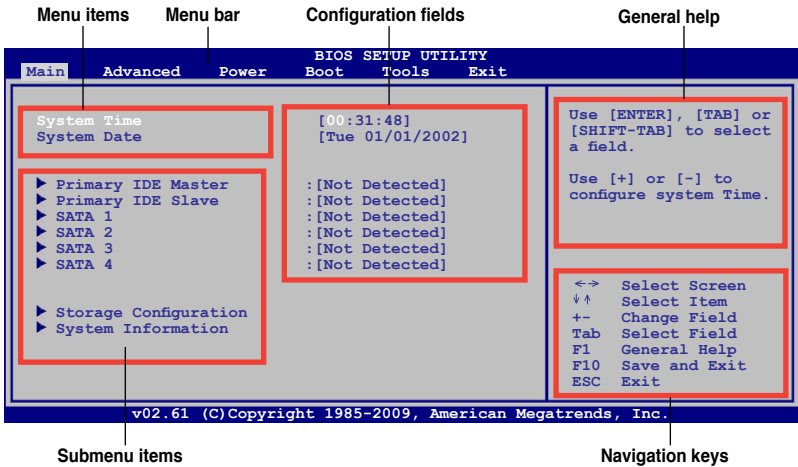 Menu items Menu bar Configuration fields General help
BIOS SETUP UTILITY
Main Advanced Power Boot Tools Exit
System Time [00:31:48]
System Date [Tue 01/01/2002]
▶ Primary IDE Master :[Not Detected]
▶ Primary IDE Slave :[Not Detected]
▶ SATA 1 :[Not Detected]
▶ SATA 2 :[Not Detected]
▶ SATA 3 :[Not Detected]
▶ SATA 4 :[Not Detected]
▶ Storage Configuration
▶ System Information
Use [ENTER], [TAB] or
[SHIFT-TAB] to select
a field.
Use [+] or [-] to
configure system Time.
←→ Select Screen
↓↑ Select Item
+- Change Field
Tab Select Field
F1 General Help
F10 Save and Exit
ESC Exit
v02.61 (C)Copyright 1985-2009, American Megatrends, Inc.
Submenu items Navigation keys